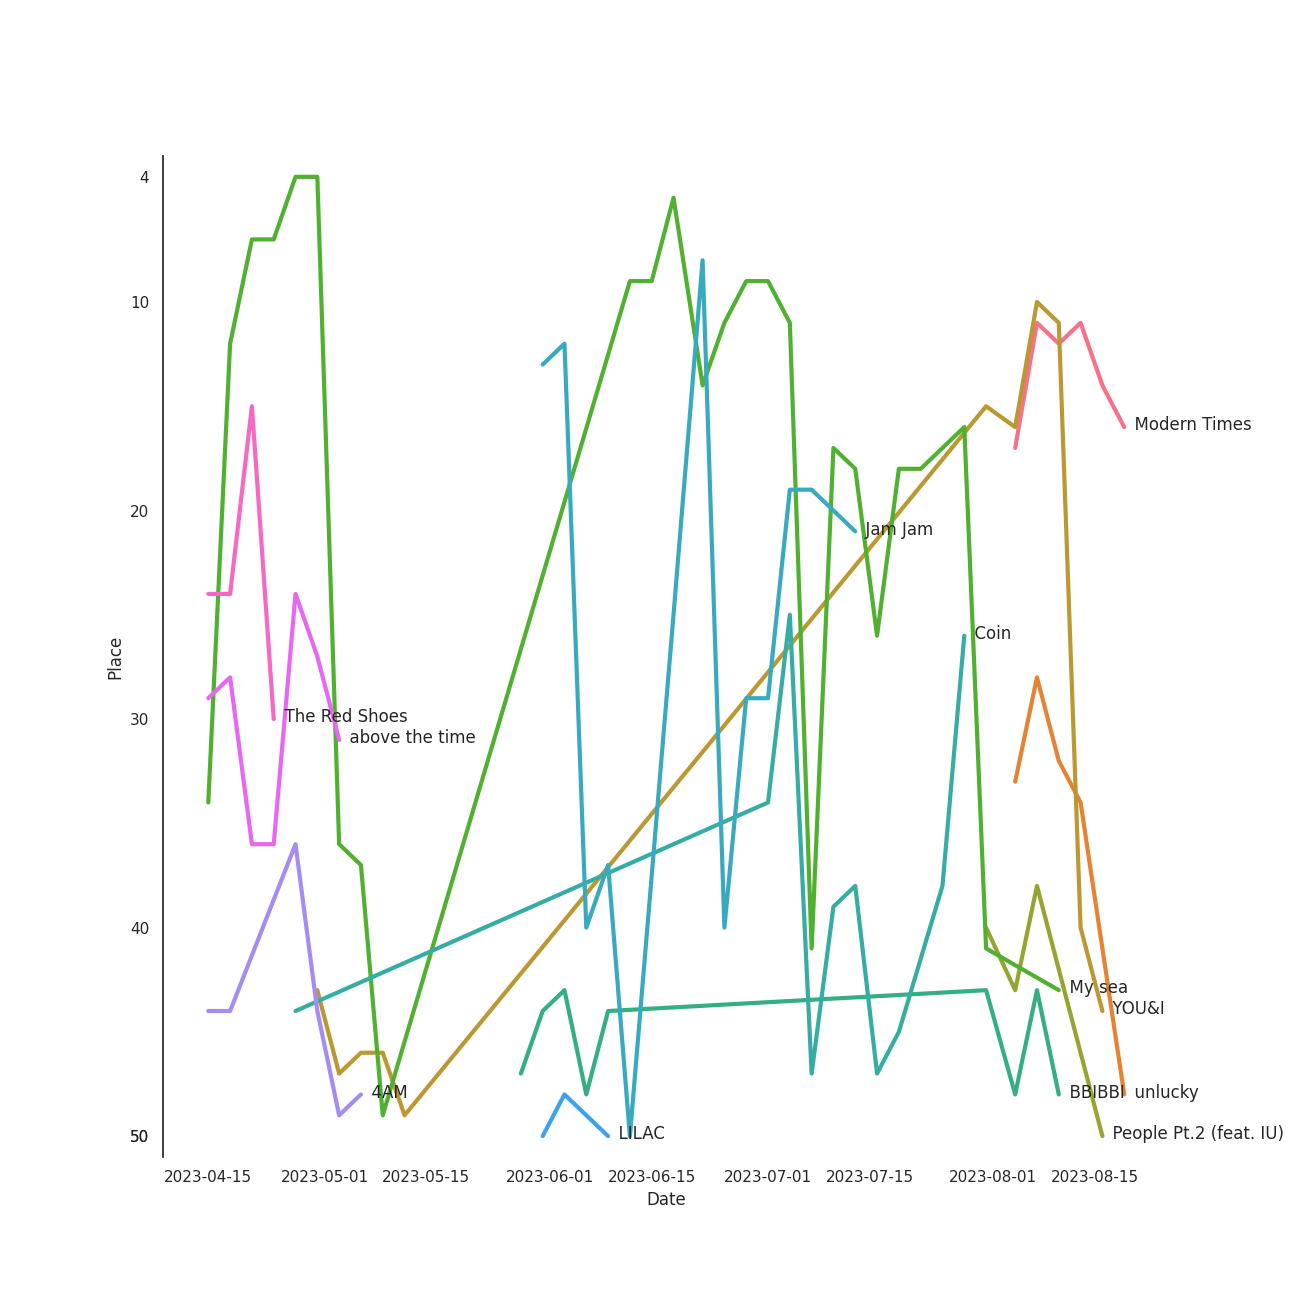 4
10
Modern Times
20
Jam Jam
Coin
30
The Red Shoes
above the time
Place
40
My sea
YOU&I
4AM
BBIBBI
unlucky
50
LILAC
People Pt.2 (feat. IU)
2023-04-15
2023-05-01
2023-05-15
2023-06-01
2023-06-15
2023-07-01
2023-07-15
2023-08-01
2023-08-15
Date